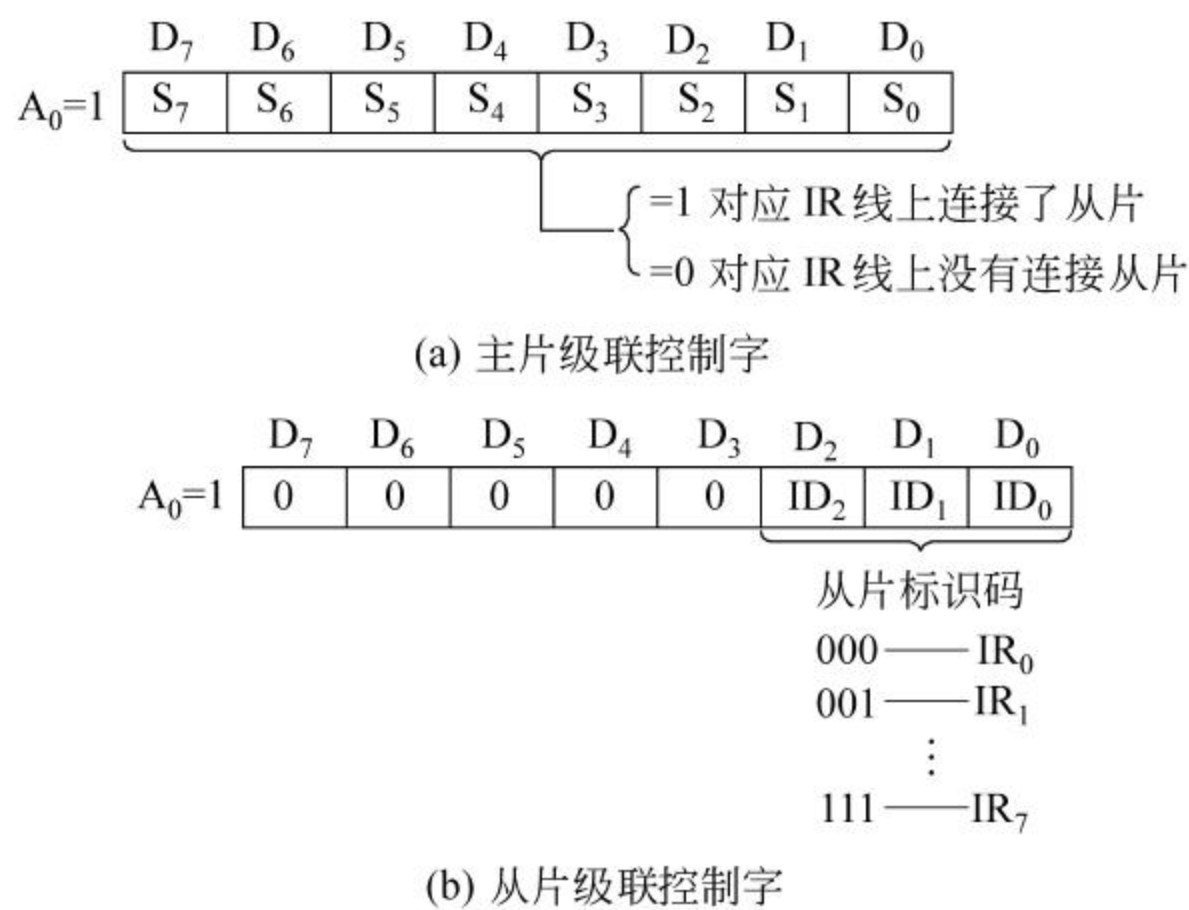 D₇ D₆ D₅ D₄ D₃ D₂ D₁ D₀
A₀=1 S₇ S₆ S₅ S₄ S₃ S₂ S₁ S₀
=1 对应 IR 线上连接了从片
=0 对应 IR 线上没有连接从片
(a) 主片级联控制字
D₇ D₆ D₅ D₄ D₃ D₂ D₁ D₀
A₀=1 0 0 0 0 0 ID₂ ID₁ ID₀
从片标识码
000 —— IR₀
001 —— IR₁
⋮
111 —— IR₇
(b) 从片级联控制字